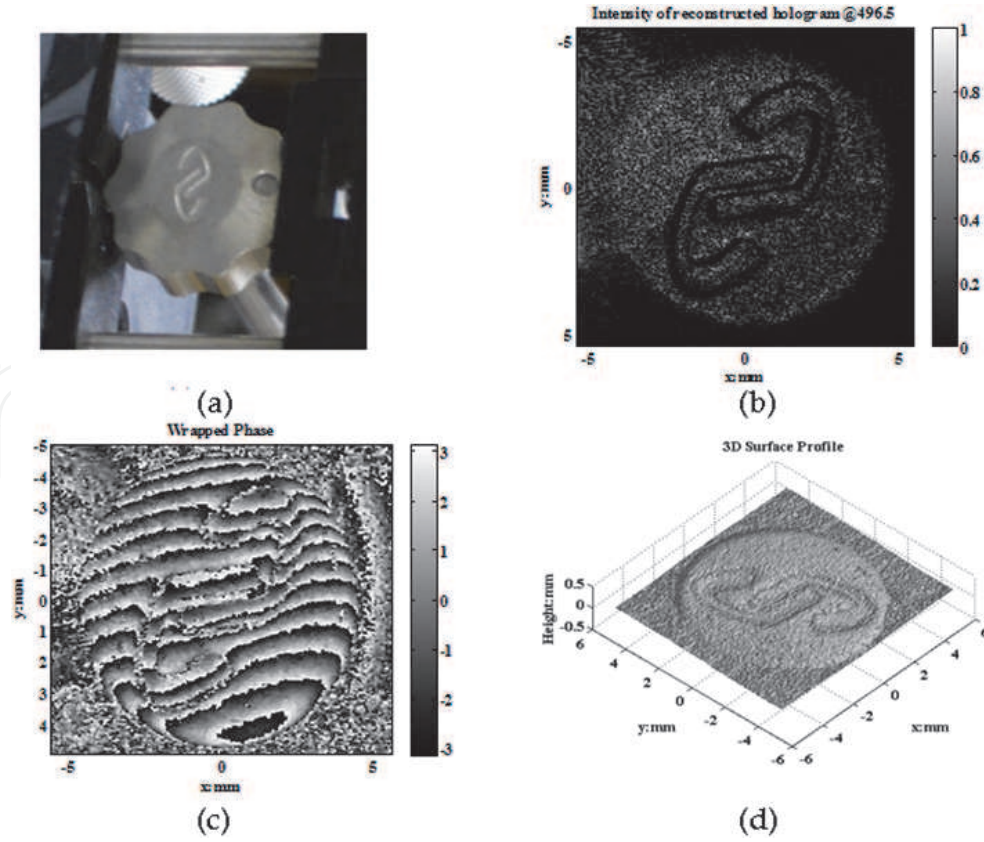 Intensity of reconstructed hologram @496.5
-5
0
5
y:mm
-5 0 5
x:mm
1
0.8
0.6
0.4
0.2
0
(a)
(b)
Wrapped Phase
-5
-4
-3
-2
-1
0
1
2
3
4
y:mm
-5 0 5
x:mm
3
2
1
0
-1
-2
-3
(c)
3D Surface Profile
Height:mm
0.5
0
-0.5
6 4 2 0 -2 -4 -6
y:mm
-6 -4 -2 0 2 4 6
x:mm
(d)